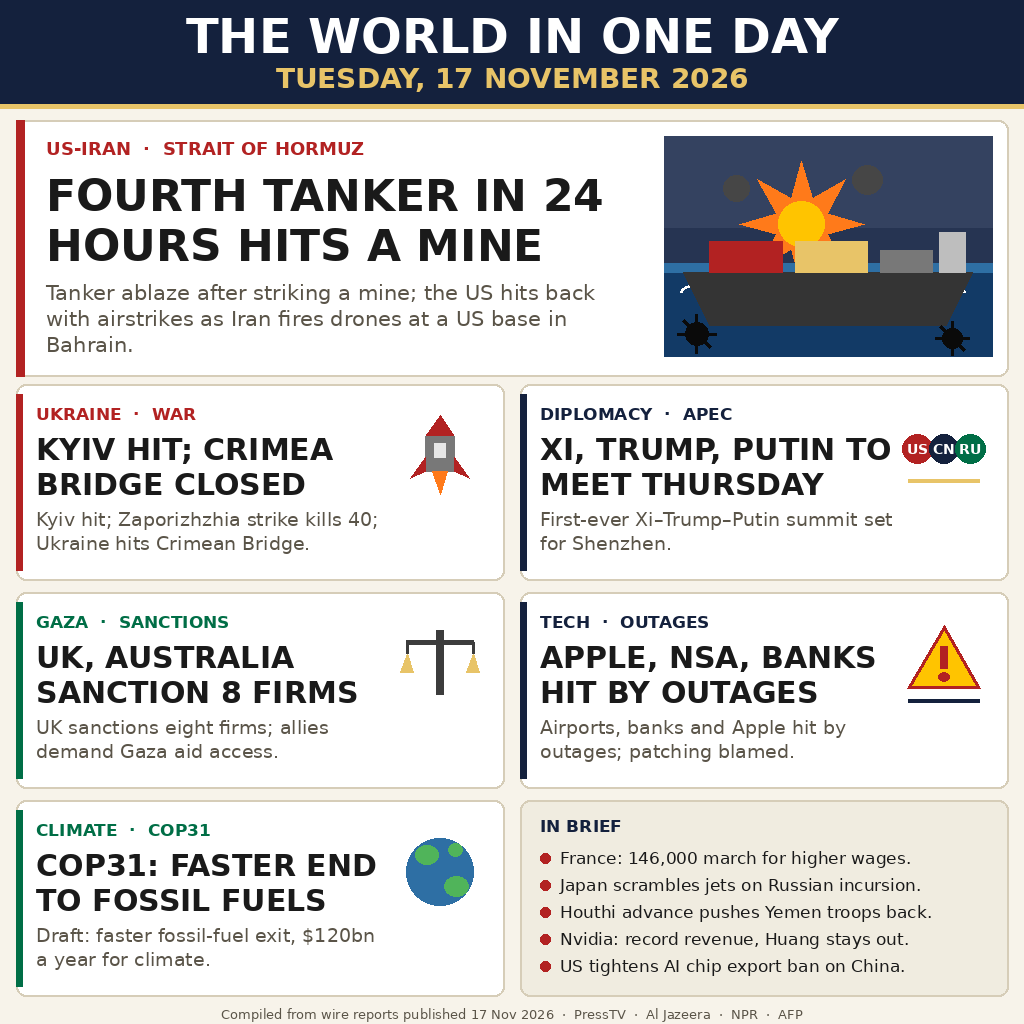 THE WORLD IN ONE DAY
TUESDAY, 17 NOVEMBER 2026
US-IRAN · STRAIT OF HORMUZ
FOURTH TANKER IN 24
HOURS HITS A MINE
Tanker ablaze after striking a mine; the US hits back
with airstrikes as Iran fires drones at a US base in
Bahrain.
UKRAINE · WAR
KYIV HIT; CRIMEA
BRIDGE CLOSED
Kyiv hit; Zaporizhzhia strike kills 40;
Ukraine hits Crimean Bridge.
DIPLOMACY · APEC
XI, TRUMP, PUTIN TO
MEET THURSDAY
First-ever Xi–Trump–Putin summit set
for Shenzhen.
US CN RU
GAZA · SANCTIONS
UK, AUSTRALIA
SANCTION 8 FIRMS
UK sanctions eight firms; allies
demand Gaza aid access.
TECH · OUTAGES
APPLE, NSA, BANKS
HIT BY OUTAGES
Airports, banks and Apple hit by
outages; patching blamed.
CLIMATE · COP31
COP31: FASTER END
TO FOSSIL FUELS
Draft: faster fossil-fuel exit, $120bn
a year for climate.
IN BRIEF
France: 146,000 march for higher wages.
Japan scrambles jets on Russian incursion.
Houthi advance pushes Yemen troops back.
Nvidia: record revenue, Huang stays out.
US tightens AI chip export ban on China.
Compiled from wire reports published 17 Nov 2026 · PressTV · Al Jazeera · NPR · AFP